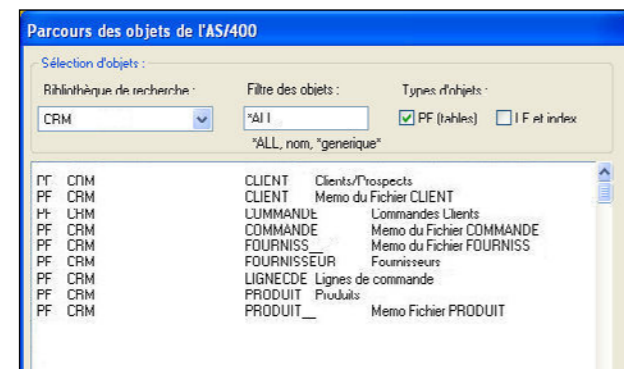 Parcours des objets de l'AS/400
Sélection d'objets :
Bibliothèque de recherche : Filtre des objets : Types d'objets :
CRM *ALL PF (tables) LF et index
*ALL, nom, *generique*
PF CRM CLIENT Clients/Prospects
PF CRM CLIENT Memo du Fichier CLIENT
PF CRM COMMANDE Commandes Clients
PF CRM COMMANDE Memo du Fichier COMMANDE
PF CRM FOURNISS__ Memo du Fichier FOURNISS
PF CRM FOURNISSEUR Fournisseurs
PF CRM LIGNECDE Lignes de commande
PF CRM PRODUIT Produits
PF CRM PRODUIT__ Memo Fichier PRODUIT